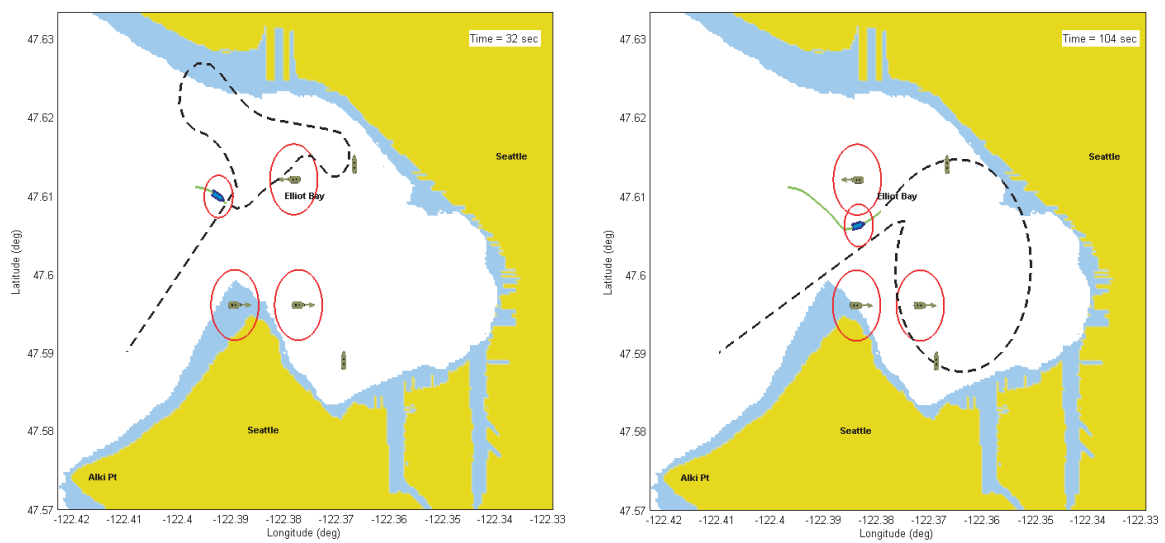 Time = 32 sec
47.63
47.62
47.61
47.6
47.59
47.58
47.57
Latitude (deg)
Seattle
Elliot Bay
Seattle
Alki Pt
-122.42 -122.41 -122.4 -122.39 -122.38 -122.37 -122.36 -122.35 -122.34 -122.33
Longitude (deg)
Time = 104 sec
47.63
47.62
47.61
47.6
47.59
47.58
47.57
Latitude (deg)
Seattle
Elliot Bay
Seattle
Alki Pt
-122.42 -122.41 -122.4 -122.39 -122.38 -122.37 -122.36 -122.35 -122.34 -122.33
Longitude (deg)